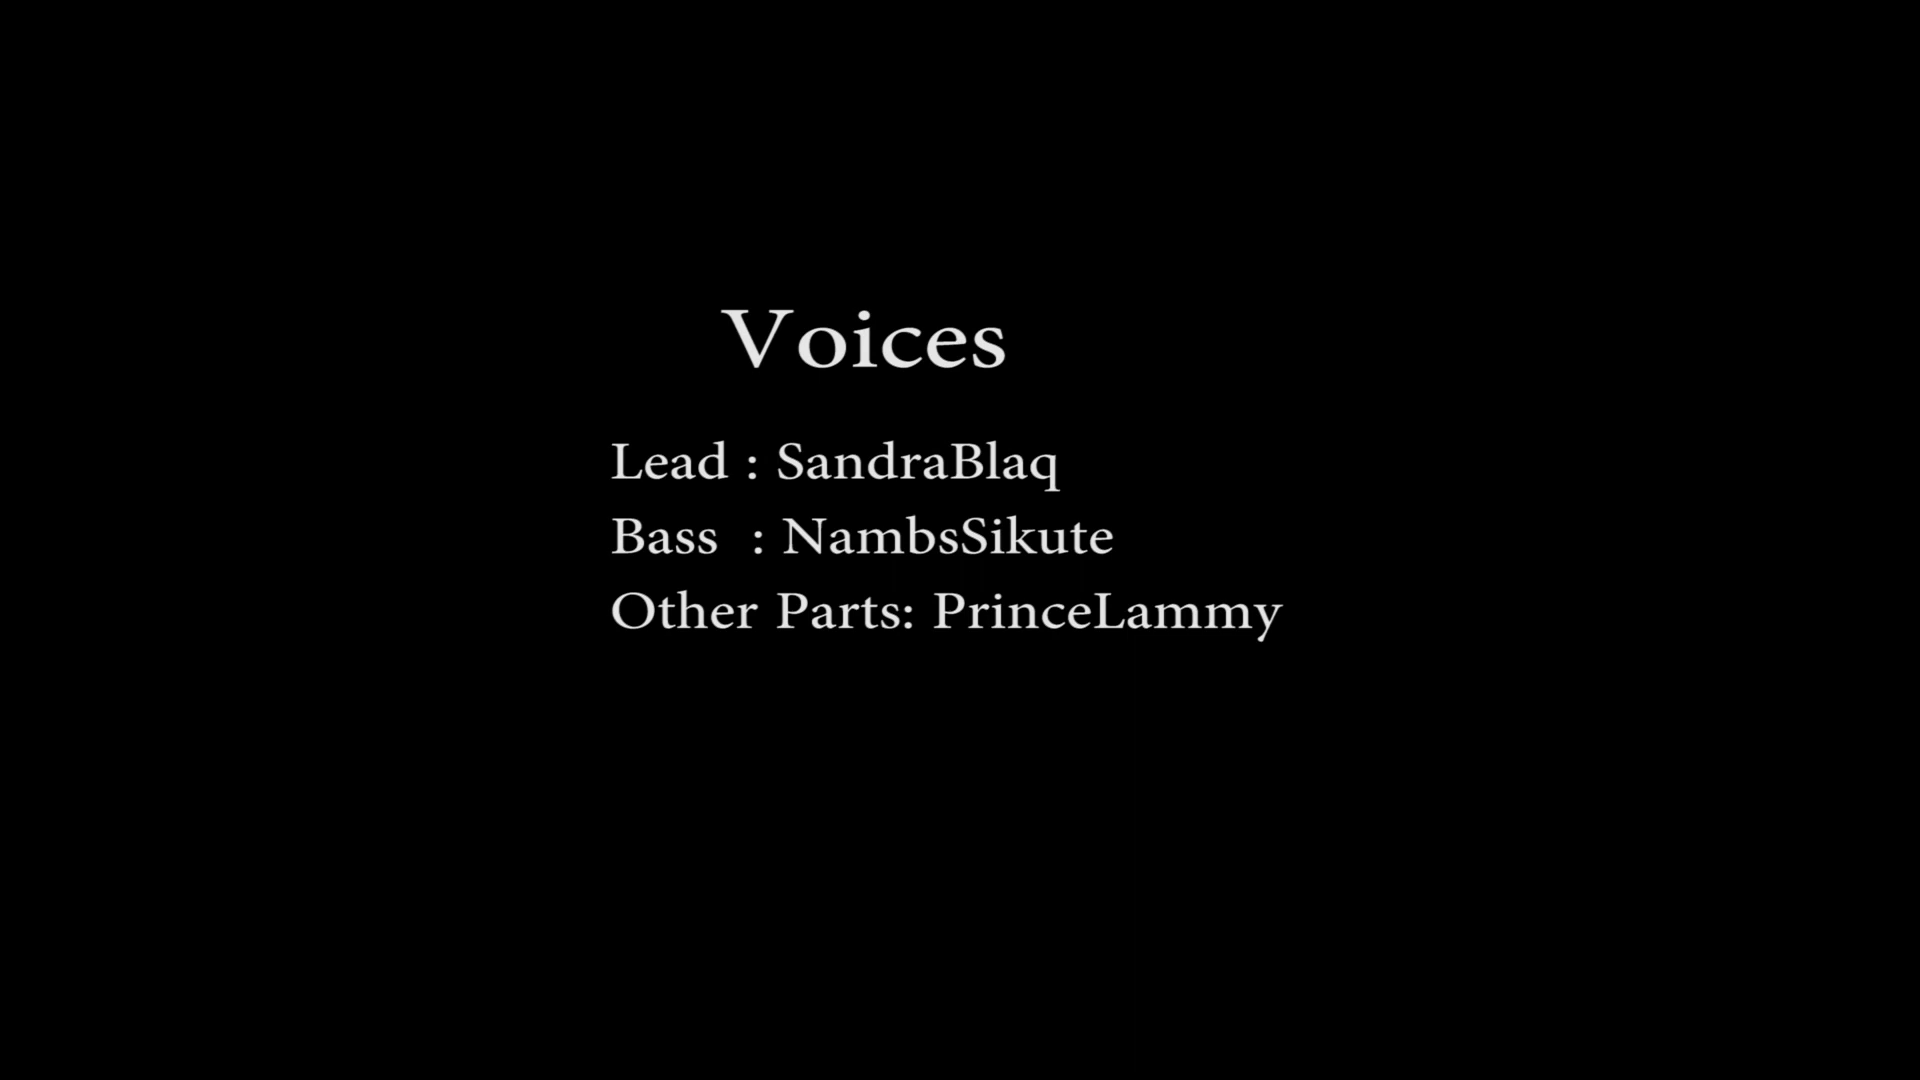 Voices
Lead : SandraBlaq
Bass  : NambsSikute
Other Parts: PrinceLammy